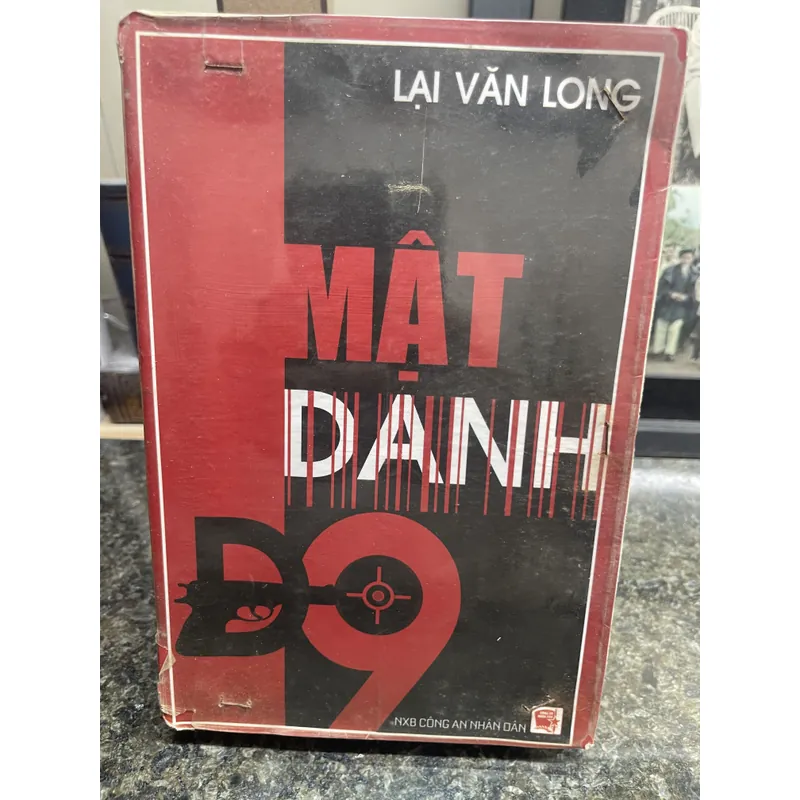 LẠI VĂN LONG
MẬT
DANH
D9
NXB CÔNG AN NHÂN DÂN